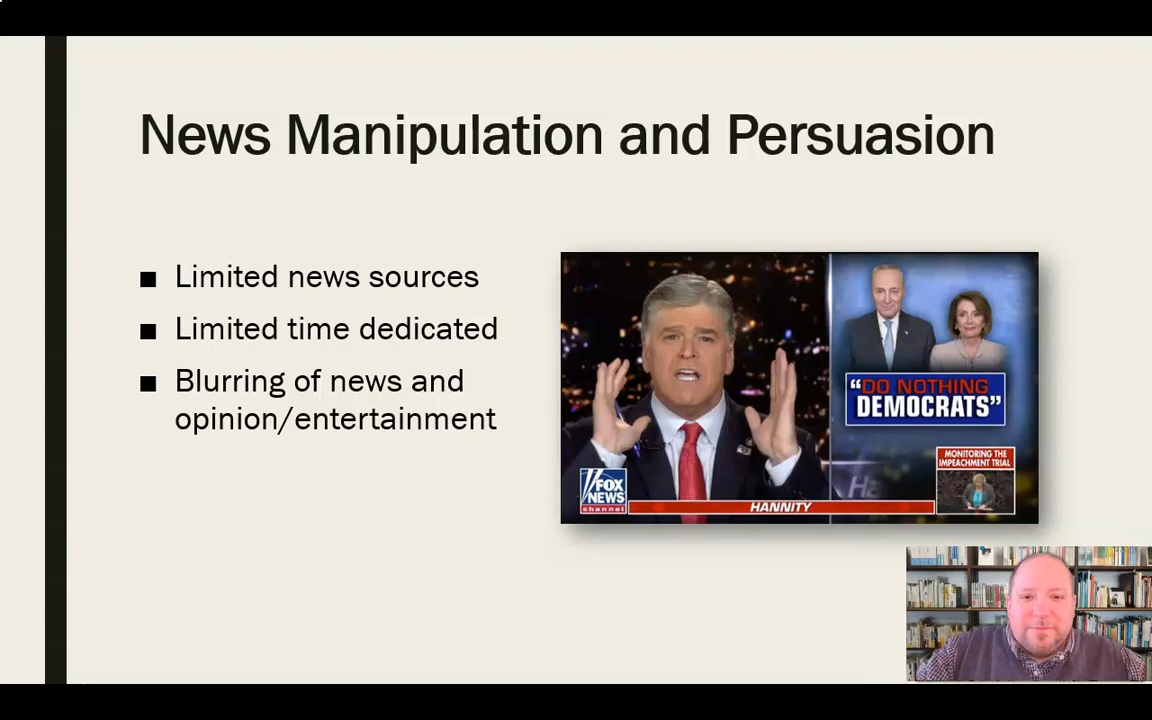 News Manipulation and Persuasion
■ Limited news sources
■ Limited time dedicated
■ Blurring of news and
opinion/entertainment
"DO NOTHING
DEMOCRATS"
MONITORING THE
IMPEACHMENT TRIAL
FOX
NEWS
channel
HANNITY